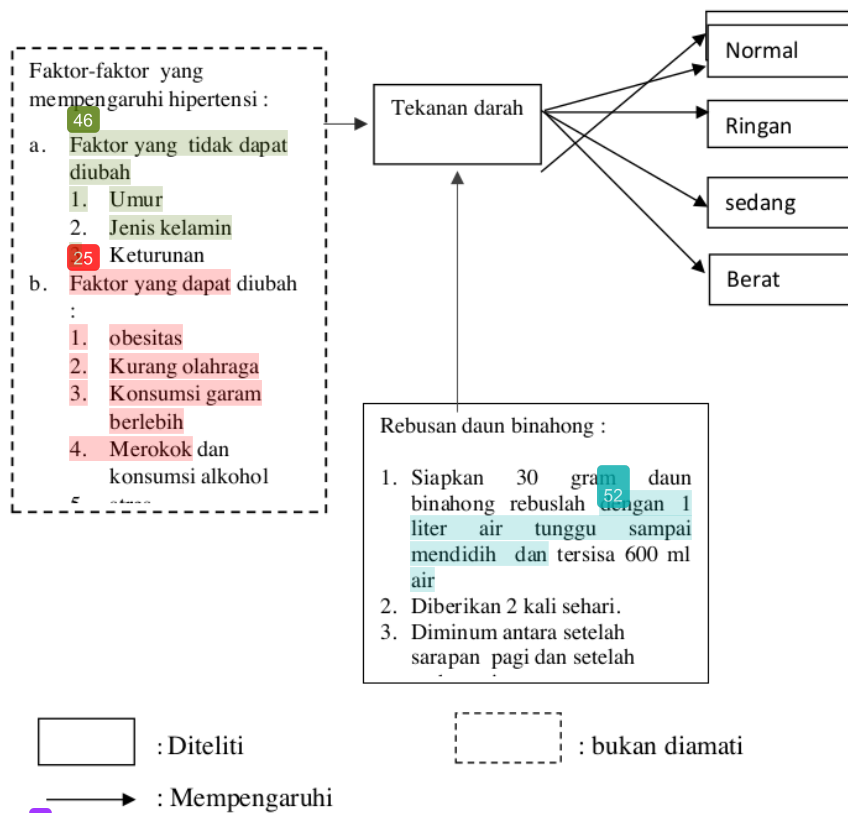 Faktor-faktor yang
mempengaruhi hipertensi :
46
a. Faktor yang tidak dapat
diubah
1. Umur
2. Jenis kelamin
25 Keturunan
b. Faktor yang dapat diubah
:
1. obesitas
2. Kurang olahraga
3. Konsumsi garam
berlebih
4. Merokok dan
konsumsi alkohol
Tekanan darah
Normal
Ringan
sedang
Berat
Rebusan daun binahong :
1. Siapkan 30 gram daun
52
binahong rebuslah dengan 1
liter air tunggu sampai
mendidih dan tersisa 600 ml
air
2. Diberikan 2 kali sehari.
3. Diminum antara setelah
sarapan pagi dan setelah
: Diteliti
: bukan diamati
: Mempengaruhi